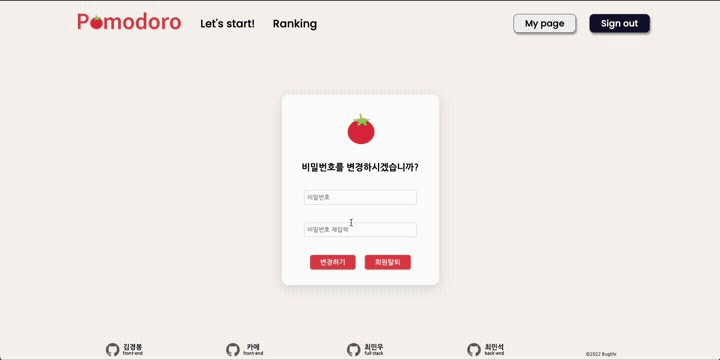 Pomodoro
Let's start!
Ranking
My page
Sign out
비밀번호를 변경하시겠습니까?
비밀번호
비밀번호 재입력
변경하기
회원탈퇴
김경봉
front-end
카에
front-end
최민우
full-stack
최민석
back-end
©2022 Buglife